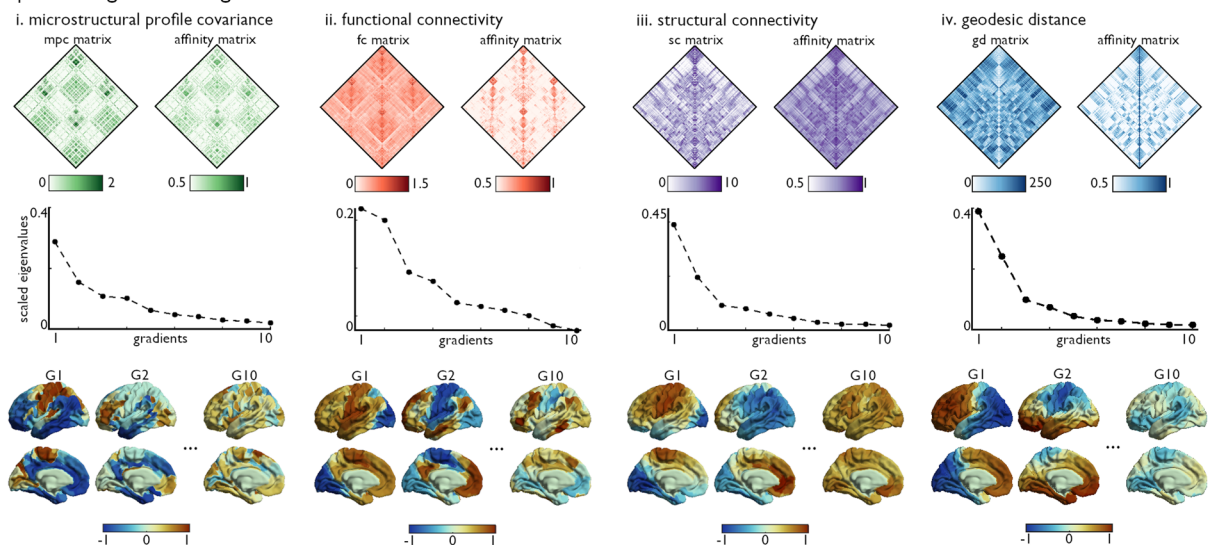 i. microstructural profile covariance
mpc matrix
affinity matrix
0 2
0.5 1
0.4
0
scaled eigenvalues
1 gradients 10
G1 G2 G10
...
-1 0 1
ii. functional connectivity
fc matrix
affinity matrix
0 1.5
0.5 1
0.2
0
1 gradients 10
G1 G2 G10
...
-1 0 1
iii. structural connectivity
sc matrix
affinity matrix
0 10
0.5 1
0.45
0
1 gradients 10
G1 G2 G10
...
-1 0 1
iv. geodesic distance
gd matrix
affinity matrix
0 250
0.5 1
0.4
0
1 gradients 10
G1 G2 G10
...
-1 0 1